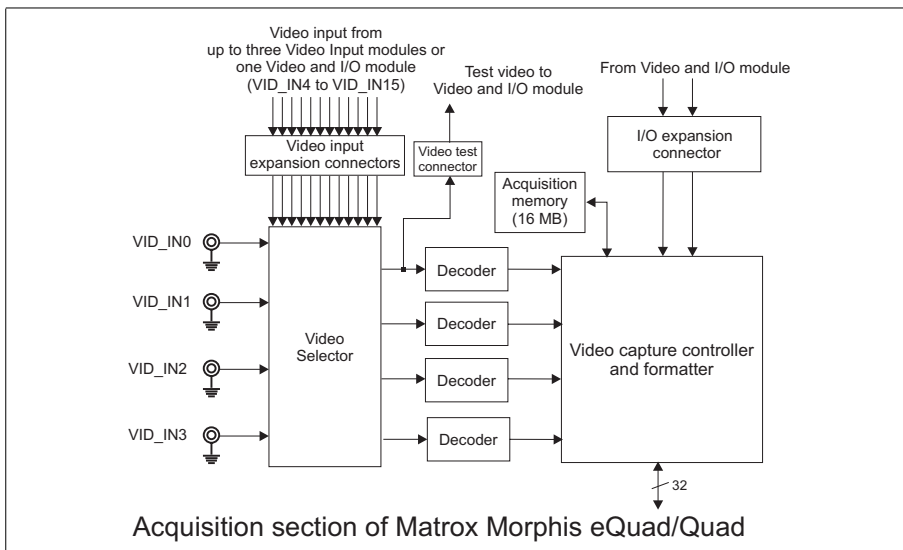 Video input from
up to three Video Input modules or
one Video and I/O module
(VID_IN4 to VID_IN15)
Test video to
Video and I/O module
From Video and I/O module
Video input
expansion connectors
Video test
connector
I/O expansion
connector
Acquisition
memory
(16 MB)
VID_IN0
VID_IN1
VID_IN2
VID_IN3
Video
Selector
Decoder
Decoder
Decoder
Decoder
Video capture controller
and formatter
32
Acquisition section of Matrox Morphis eQuad/Quad